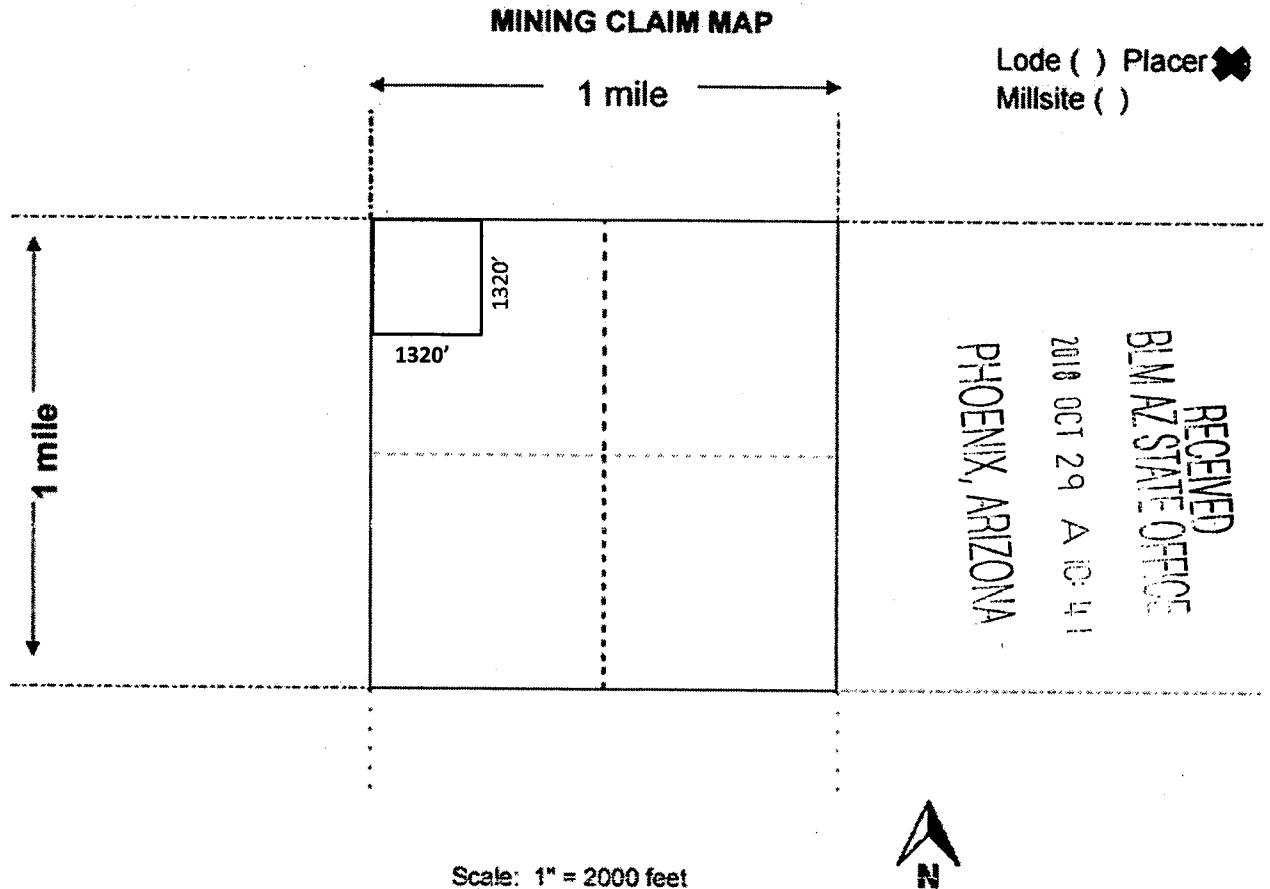 MINING CLAIM MAP
Lode ( ) Placer
Millsite ( )
1 mile
1320'
1320'
1 mile
RECEIVED
BLM AZ STATE OFFICE
2018 OCT 29 A 10:41
PHOENIX, ARIZONA
Scale: 1" = 2000 feet
N